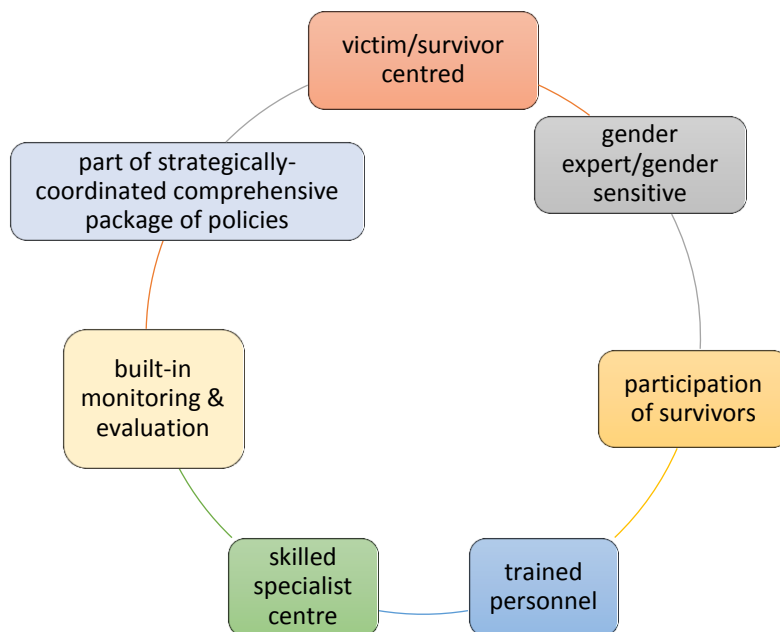 victim/survivor
centred
gender
expert/gender
sensitive
participation
of survivors
trained
personnel
skilled
specialist
centre
built-in
monitoring &
evaluation
part of strategically-
coordinated comprehensive
package of policies